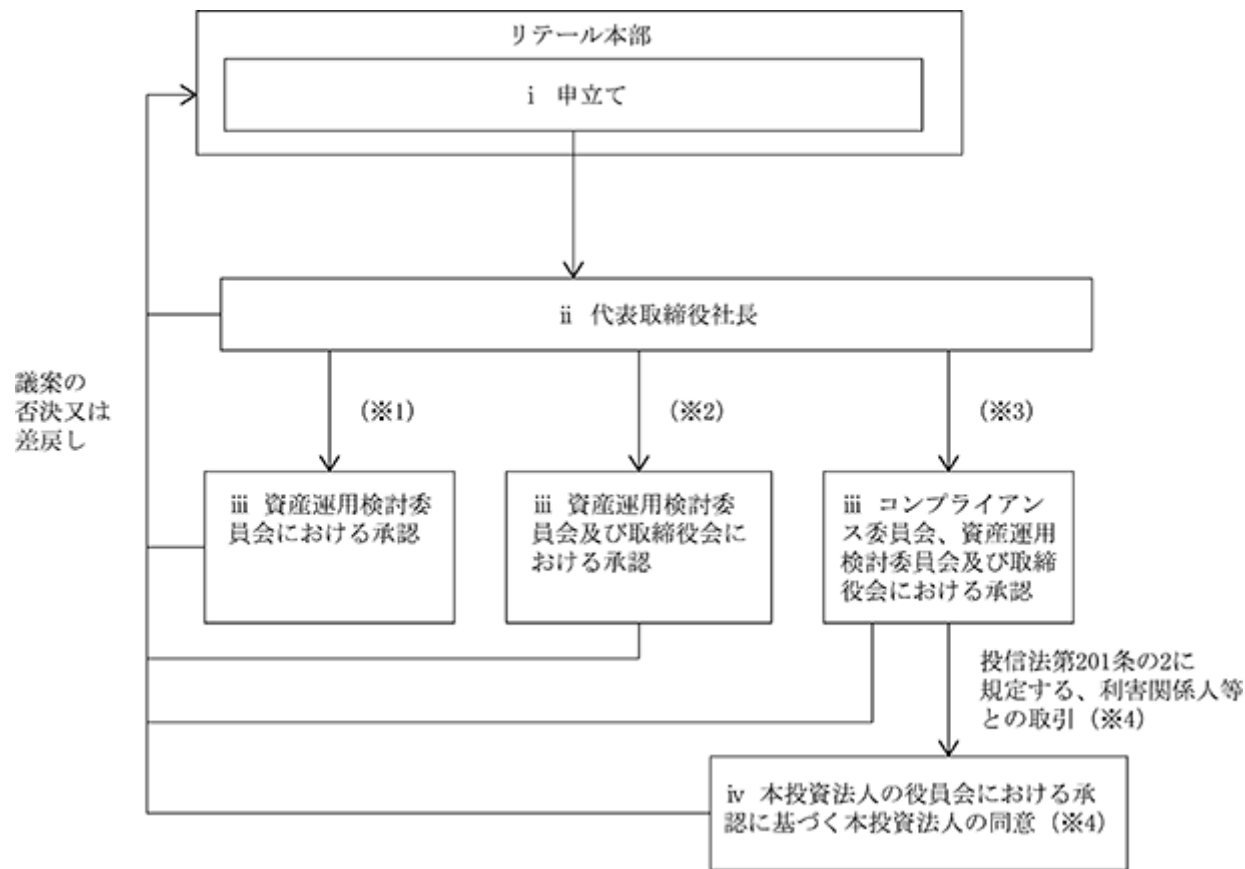 リテール本部
ⅰ 申立て
ⅱ 代表取締役社長
議案の
否決又は
差戻し
（※1）
（※2）
（※3）
ⅲ 資産運用検討委
員会における承認
ⅲ 資産運用検討委
員会及び取締役会に
おける承認
ⅲ コンプライアン
ス委員会、資産運用
検討委員会及び取締
役会における承認
投信法第201条の2に
規定する、利害関係人等
との取引（※4）
ⅳ 本投資法人の役員会における承
認に基づく本投資法人の同意（※4）